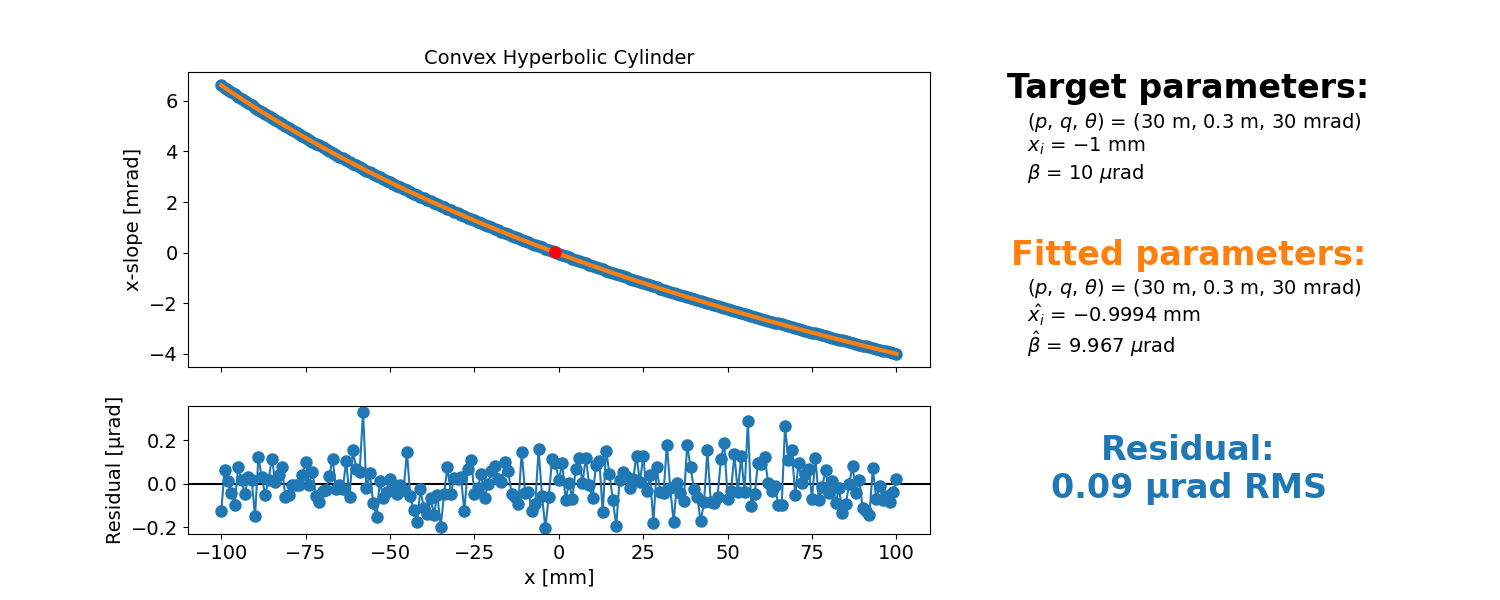 Convex Hyperbolic Cylinder
x-slope [mrad]
6
4
2
0
−2
−4
Residual [μrad]
0.2
0.0
−0.2
−100 −75 −50 −25 0 25 50 75 100
x [mm]
Target parameters:
(p, q, θ) = (30 m, 0.3 m, 30 mrad)
xᵢ = −1 mm
β = 10 μrad
Fitted parameters:
(p, q, θ) = (30 m, 0.3 m, 30 mrad)
x̂ᵢ = −0.9994 mm
β̂ = 9.967 μrad
Residual:
0.09 μrad RMS